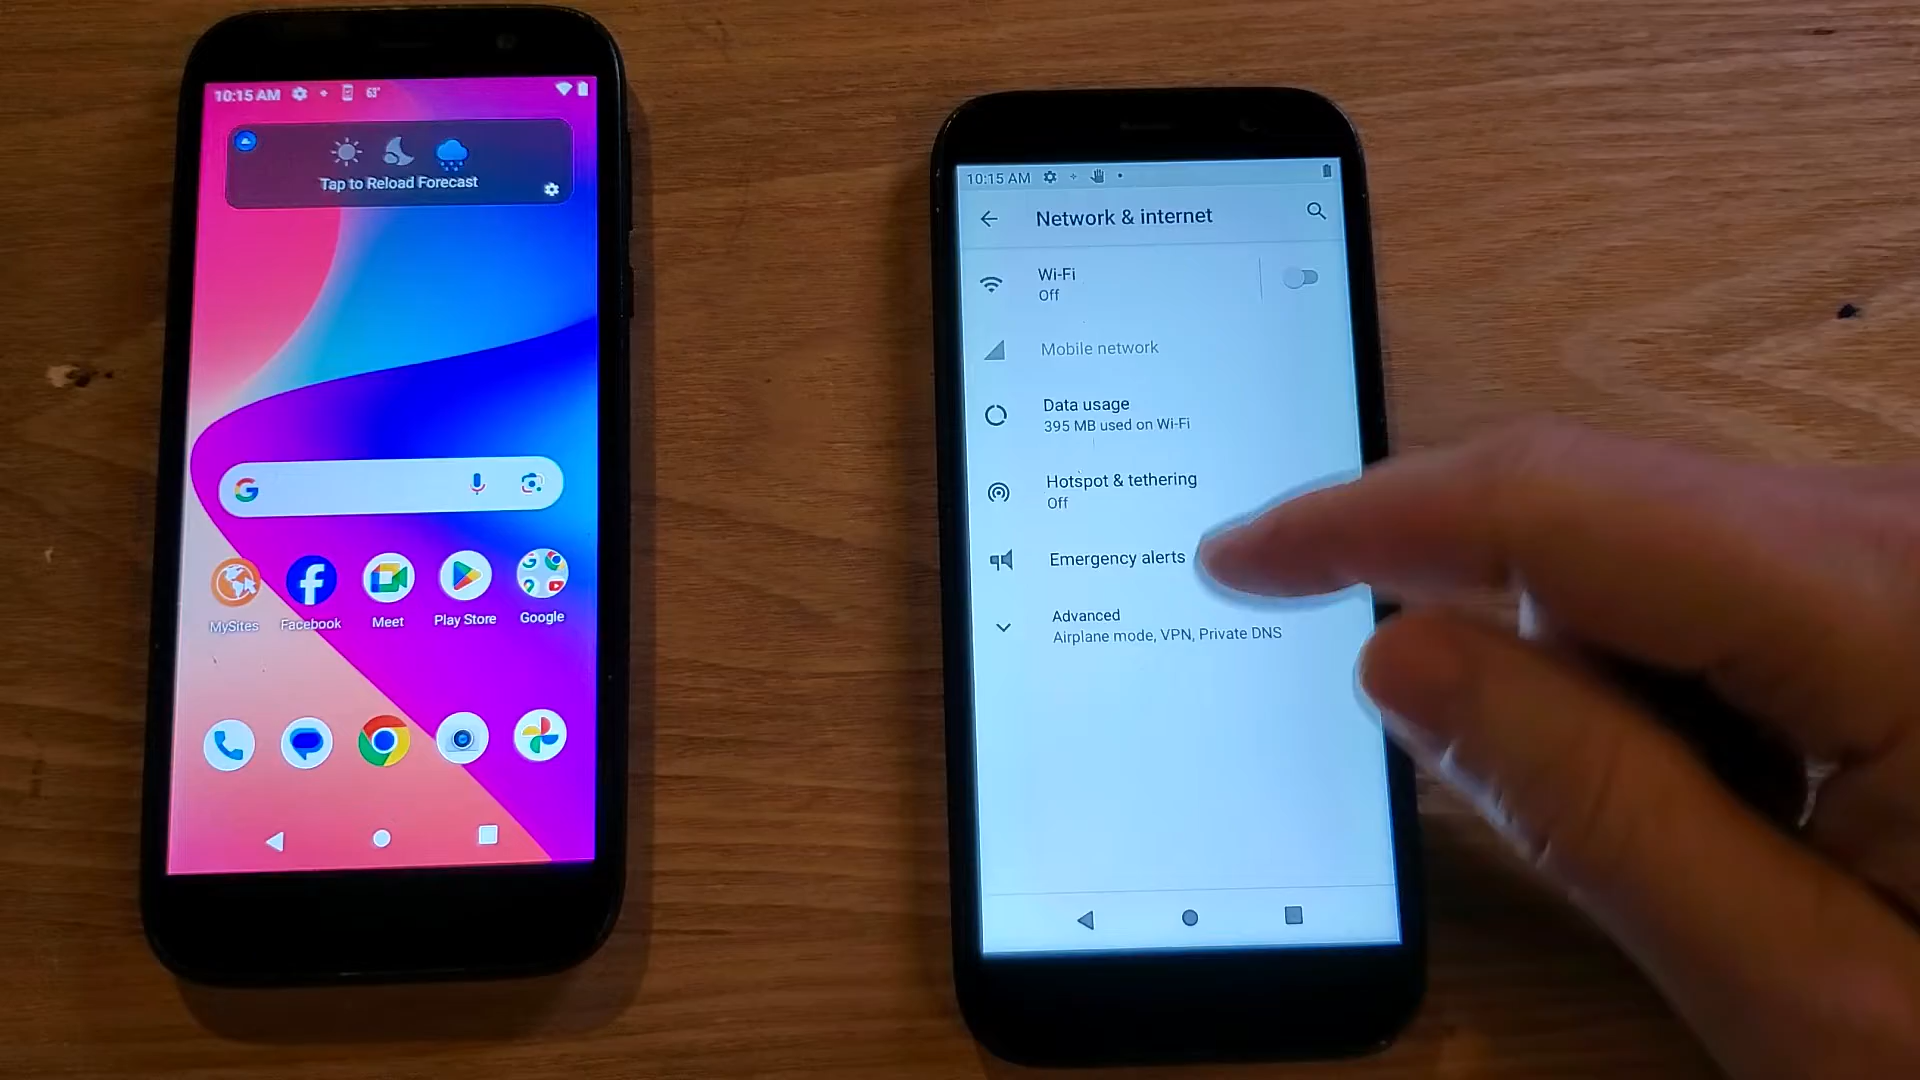 10:15 AM
63°
Tap to Reload Forecast
MySites
Facebook
Meet
Play Store
Google
10:15 AM
Network & internet
Wi-Fi
Off
Mobile network
Data usage
395 MB used on Wi-Fi
Hotspot & tethering
Off
Emergency alerts
Advanced
Airplane mode, VPN, Private DNS